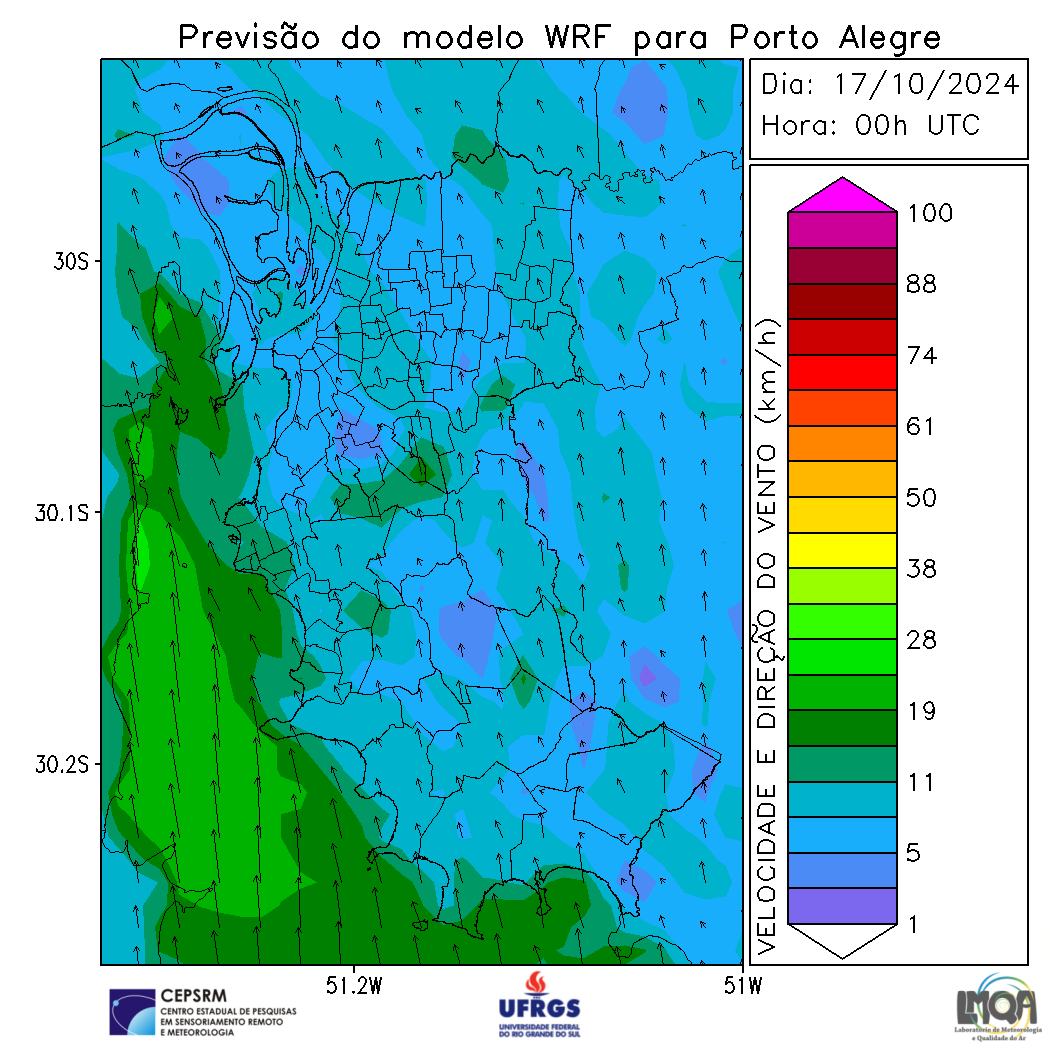 Previsão do modelo WRF para Porto Alegre
Dia: 17/10/2024
Hora: 00h UTC
30S
30.1S
30.2S
51.2W
51W
VELOCIDADE E DIREÇÃO DO VENTO (km/h)
100
88
74
61
50
38
28
19
11
5
1
CEPSRM
CENTRO ESTADUAL DE PESQUISAS
EM SENSORIAMENTO REMOTO
E METEOROLOGIA
UFRGS
UNIVERSIDADE FEDERAL
DO RIO GRANDE DO SUL
LMQA
Laboratório de Meteorologia
e Qualidade do Ar